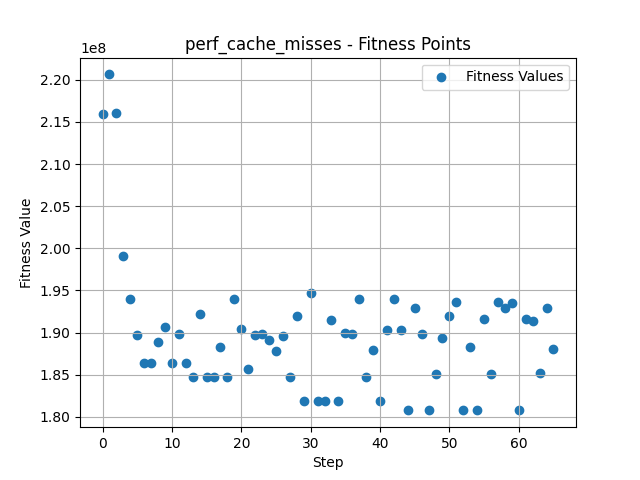 perf_cache_misses - Fitness Points
1e8
Fitness Values
2.20
2.15
2.10
2.05
2.00
1.95
1.90
1.85
1.80
Fitness Value
0 10 20 30 40 50 60
Step